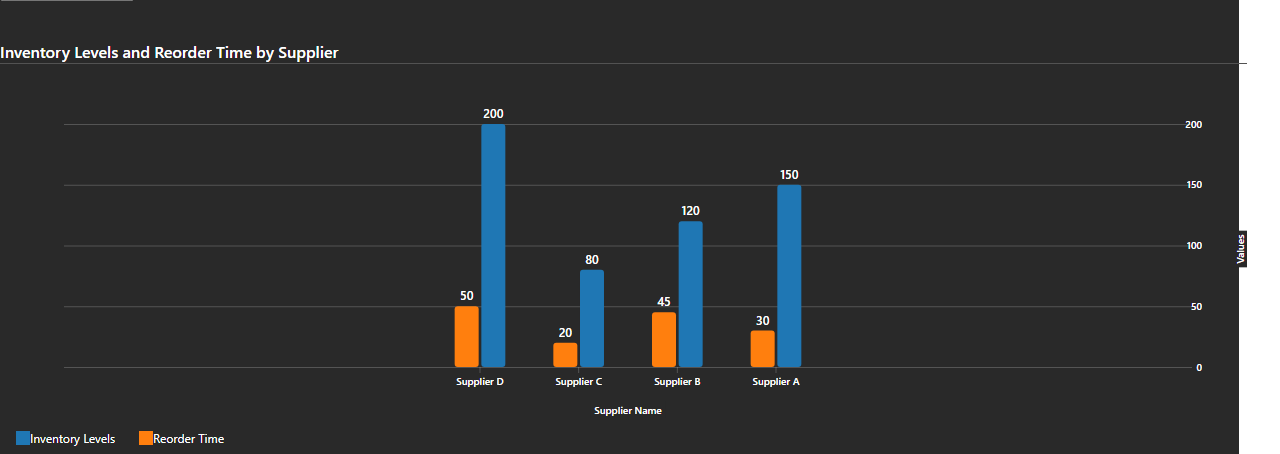 Inventory Levels and Reorder Time by Supplier
200
200
150
150
120
100
Values
80
50
45
50
30
20
0
Supplier D Supplier C Supplier B Supplier A
Supplier Name
Inventory Levels Reorder Time